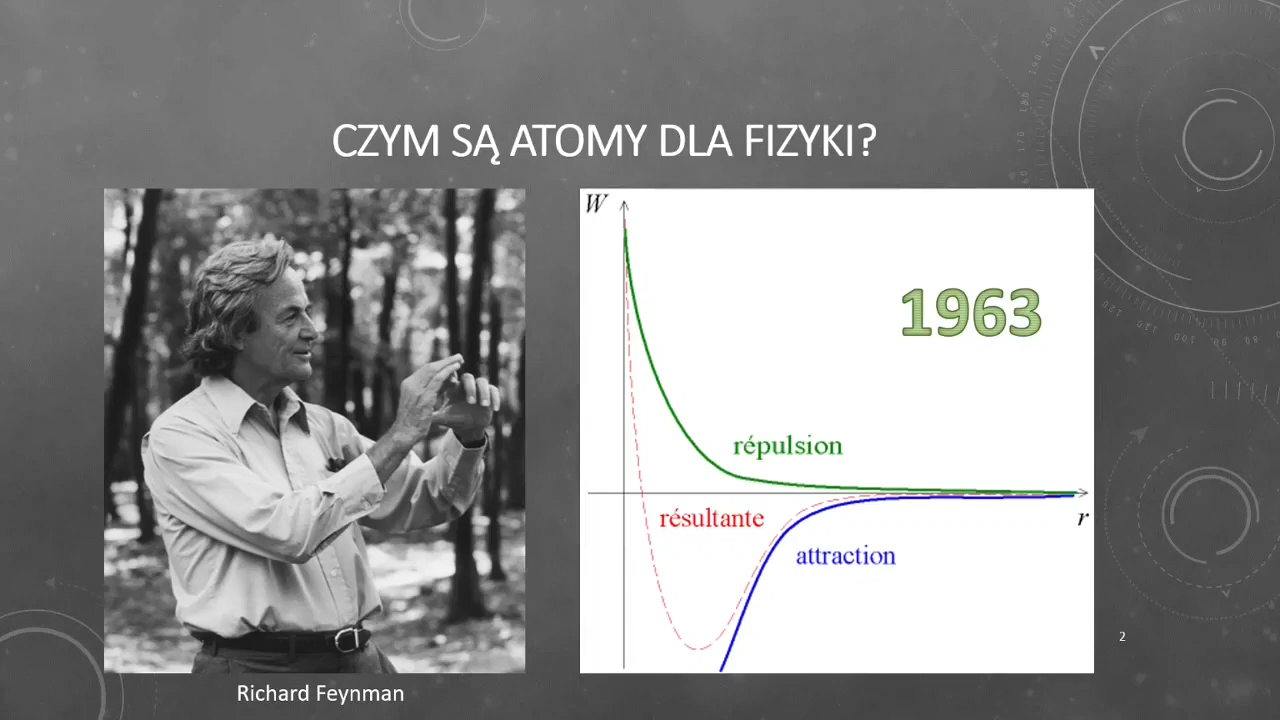 CZYM SĄ ATOMY DLA FIZYKI?
W
1963
répulsion
résultante
r
attraction
2
Richard Feynman